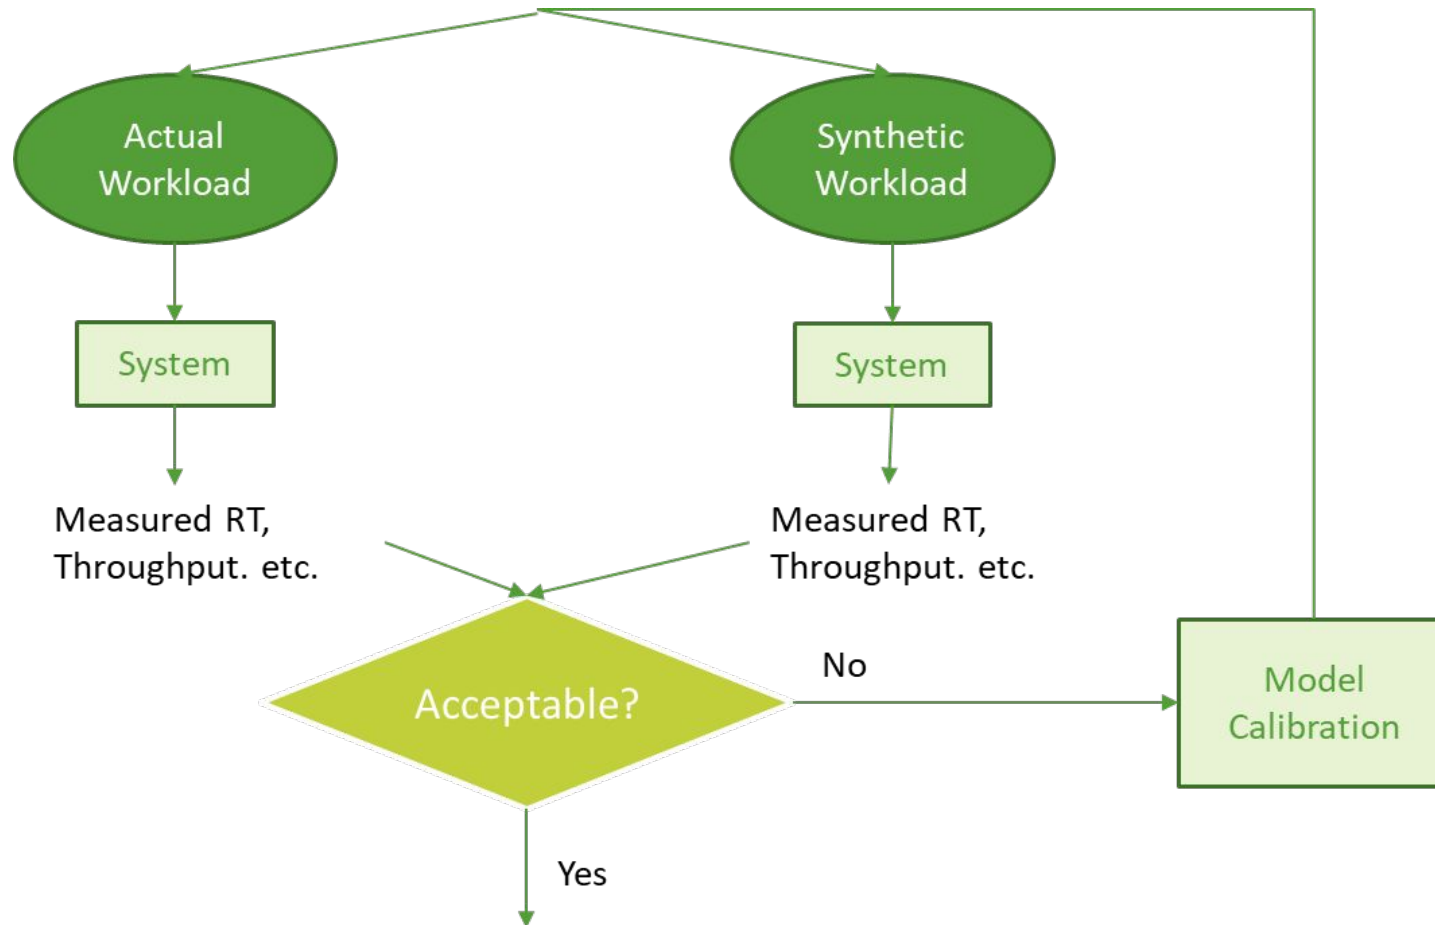 Actual
Workload
Synthetic
Workload
System
System
Measured RT,
Throughput. etc.
Measured RT,
Throughput. etc.
Acceptable?
No
Model
Calibration
Yes